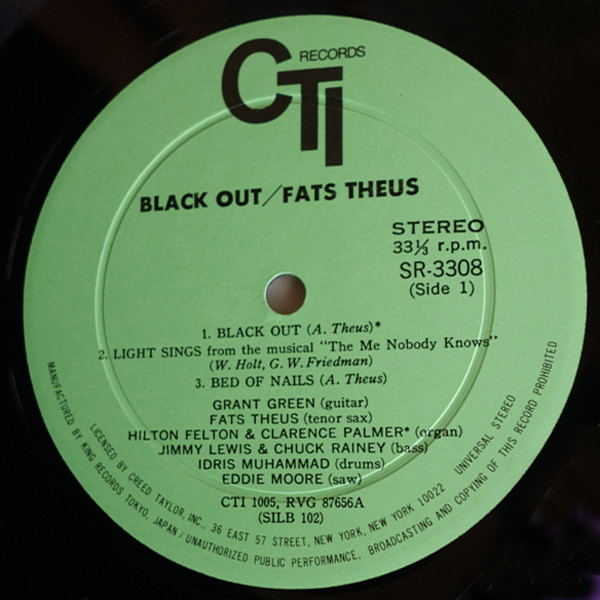 RECORDS
CTI
BLACK OUT/FATS THEUS
STEREO
33⅓ r.p.m.
SR-3308
(Side 1)
1. BLACK OUT (A. Theus)*
2. LIGHT SINGS from the musical "The Me Nobody Knows"
(W. Holt, G. W. Friedman)
3. BED OF NAILS (A. Theus)
GRANT GREEN (guitar)
FATS THEUS (tenor sax)
HILTON FELTON & CLARENCE PALMER* (organ)
JIMMY LEWIS & CHUCK RAINEY (bass)
IDRIS MUHAMMAD (drums)
EDDIE MOORE (saw)
CTI 1005, RVG 87656A
(SILB 102)
LICENSED BY CREED TAYLOR, INC., 36 EAST 57 STREET, NEW YORK, NEW YORK 10022 UNIVERSAL STEREO
MANUFACTURED BY KING RECORDS TOKYO, JAPAN/UNAUTHORIZED PUBLIC PERFORMANCE, BROADCASTING AND COPYING OF THIS RECORD PROHIBITED